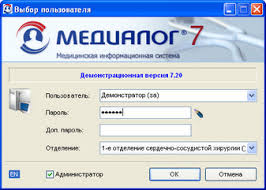 Выбор пользователя
МЕДИАЛОГ® 7
Медицинская информационная система
Демонстрационная версия 7.20
Пользователь: Демонстратор (sa)
Пароль: ••••••
Доп. пароль:
Отделение: 1-е отделение сердечно-сосудистой хирургии (
EN Администратор ОК Отмена